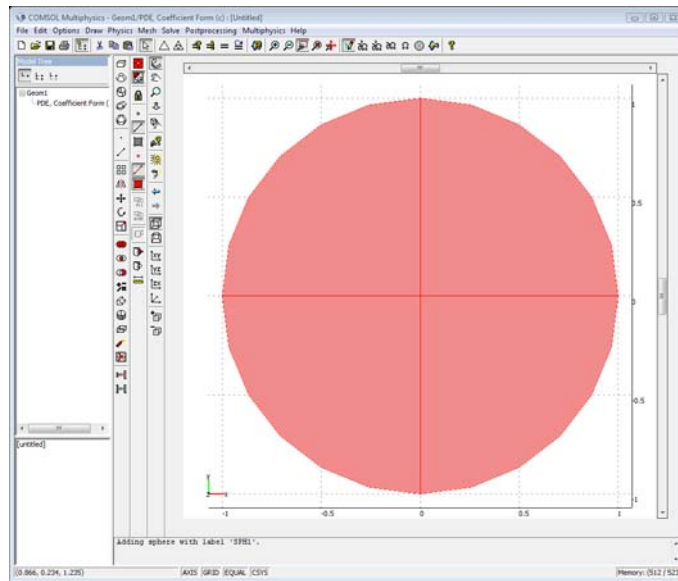 COMSOL Multiphysics - Geom1/PDE, Coefficient Form (c) : [Untitled]
File Edit Options Draw Physics Mesh Solve Postprocessing Multiphysics Help
Model Tree
Geom1
PDE, Coefficient Form (
[untitled]
1
0.5
0
-0.5
-1
-1 -0.5 0 0.5 1
y
z x
Adding sphere with label 'SPH1'.
(0.866, 0.234, 1.235) AXIS GRID EQUAL CSYS Memory: (512 / 52